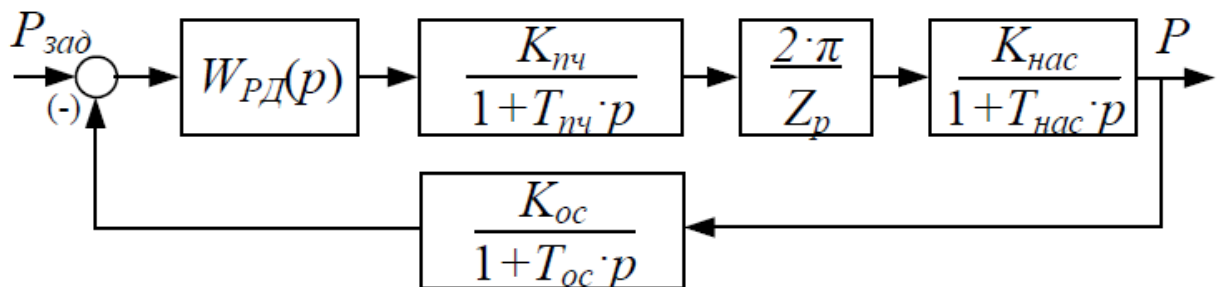 P_зад
(-)
W_РД(p)
K_пч
1+T_пч·p
2·π
Z_p
K_нас
1+T_нас·p
P
K_ос
1+T_ос·p